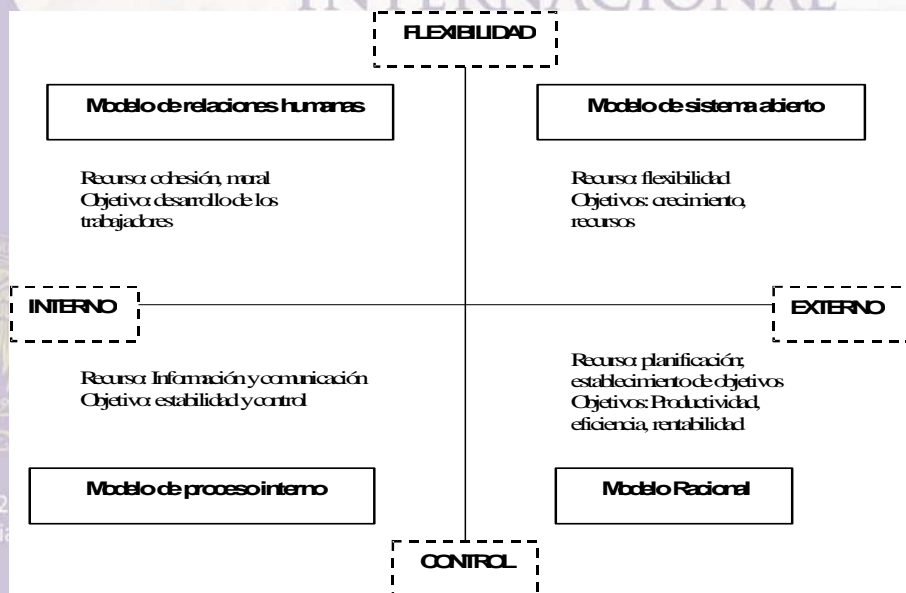 INTERNACIONAL
FLEXIBILIDAD
Modelo de relaciones humanas
Modelo de sistema abierto
Recurso: cohesión, moral
Objetivo: desarrollo de los
trabajadores
Recurso: flexibilidad
Objetivos: crecimiento,
recursos
INTERNO
EXTERNO
Recurso: Información y comunicación
Objetivo: estabilidad y control
Recurso: planificación;
establecimiento de objetivos
Objetivos: Productividad,
eficiencia, rentabilidad
Modelo de proceso interno
Modelo Racional
CONTROL